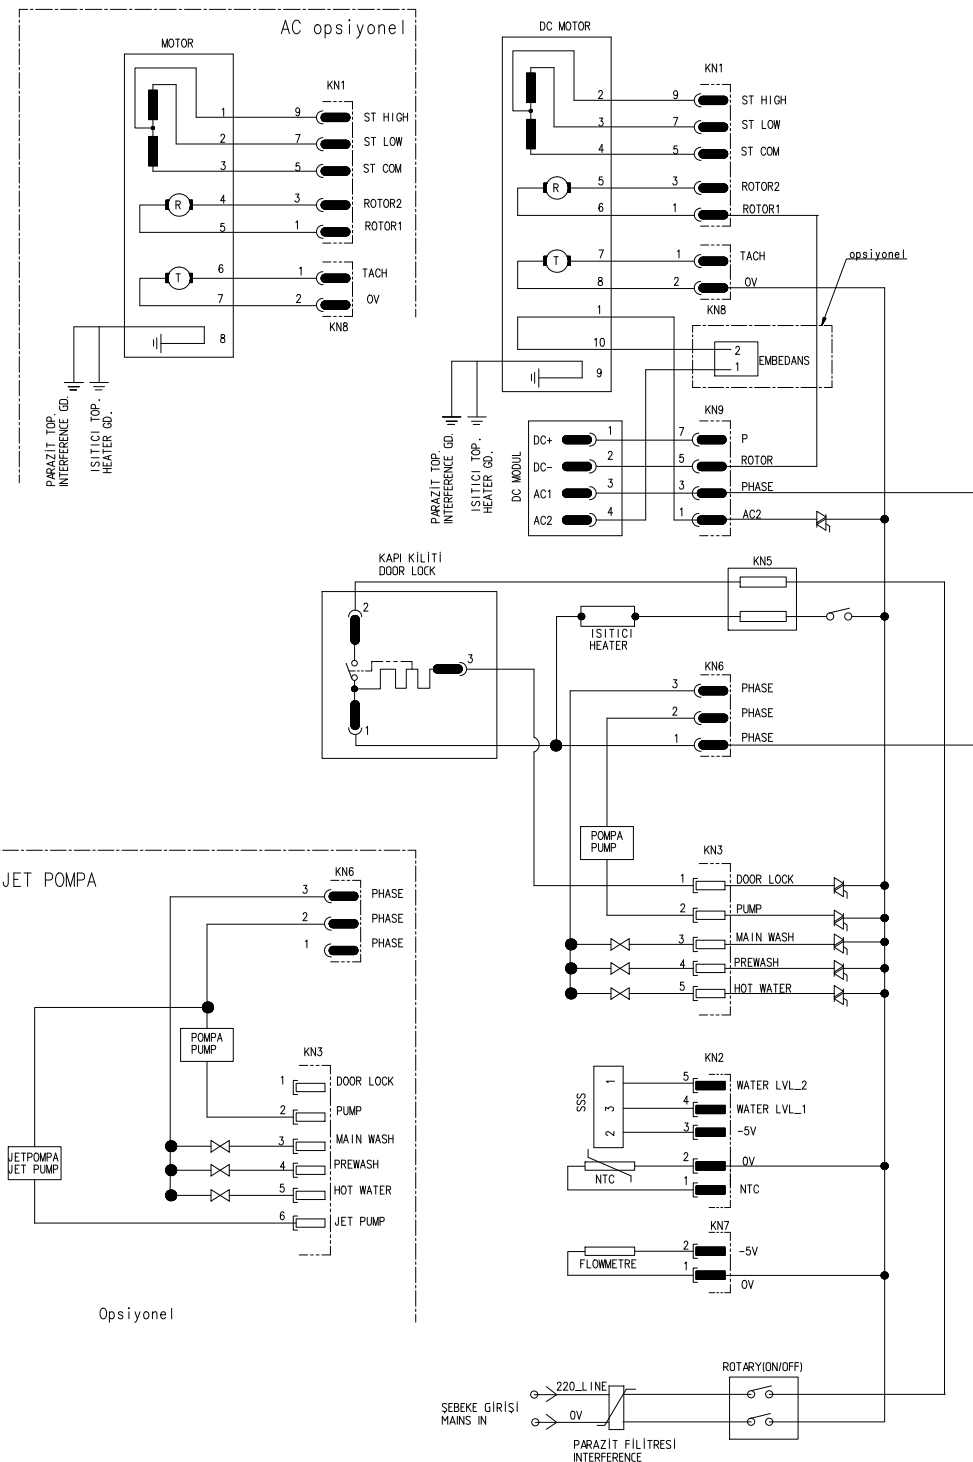 AC opsiyonel
MOTOR
KN1
1 9 ST HIGH
2 7 ST LOW
3 5 ST COM
R 4 3 ROTOR2
5 1 ROTOR1
T 6 1 TACH
7 2 OV
KN8
8
PARAZİT TOP.
INTERFERENCE GD.
ISITICI TOP.
HEATER GD.
DC MOTOR
KN1
2 9 ST HIGH
3 7 ST LOW
4 5 ST COM
R 5 3 ROTOR2
6 1 ROTOR1
T 7 1 TACH
8 2 OV
KN8
opsiyonel
1
10
2
1
EMBEDANS
9
PARAZİT TOP.
INTERFERENCE GD.
ISITICI TOP.
HEATER GD.
KN9
DC MODUL
DC+ 1 7 P
DC- 2 5 ROTOR
AC1 3 3 PHASE
AC2 4 1 AC2
KAPI KİLİTİ
DOOR LOCK
2
3
1
KN5
ISITICI
HEATER
KN6
3 PHASE
2 PHASE
1 PHASE
POMPA
PUMP
KN3
1 DOOR LOCK
2 PUMP
3 MAIN WASH
4 PREWASH
5 HOT WATER
JET POMPA
KN6
3 PHASE
2 PHASE
1 PHASE
POMPA
PUMP
KN3
1 DOOR LOCK
2 PUMP
3 MAIN WASH
4 PREWASH
5 HOT WATER
6 JET PUMP
JETPOMPA
JET PUMP
Opsiyonel
KN2
SSS
1 5 WATER LVL_2
3 4 WATER LVL_1
2 3 -5V
2 0V
NTC
1 NTC
KN7
2 -5V
FLOWMETRE
1 0V
ROTARY(ON/OFF)
220_LINE
0V
ŞEBEKE GİRİŞİ
MAINS IN
PARAZİT FİLİTRESİ
INTERFERENCE